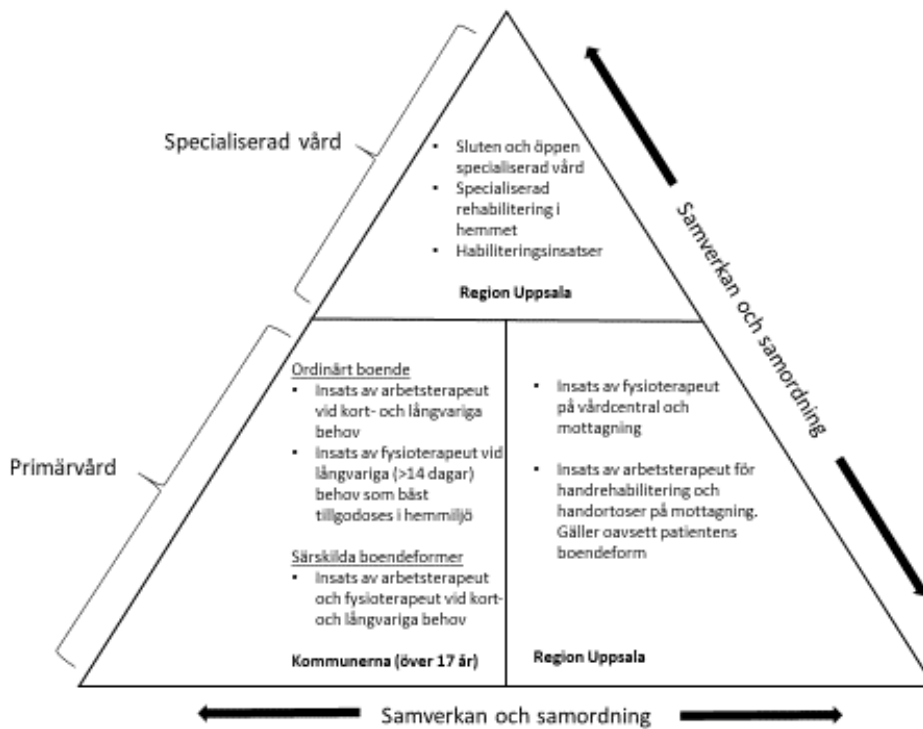 Specialiserad vård
• Sluten och öppen
specialiserad vård
• Specialiserad
rehabilitering i
hemmet
• Habiliteringsinsatser
Region Uppsala
Samverkan och samordning
Primärvård
Ordinärt boende
• Insats av arbetsterapeut
vid kort- och långvariga
behov
• Insats av fysioterapeut vid
långvariga (>14 dagar)
behov som bäst
tillgodoses i hemmiljö
Särskilda boendeformer
• Insats av arbetsterapeut
och fysioterapeut vid kort-
och långvariga behov
Kommunerna (över 17 år)
• Insats av fysioterapeut
på vårdcentral och
mottagning
• Insats av arbetsterapeut för
handrehabilitering och
handortoser på mottagning.
Gäller oavsett patientens
boendeform
Region Uppsala
Samverkan och samordning